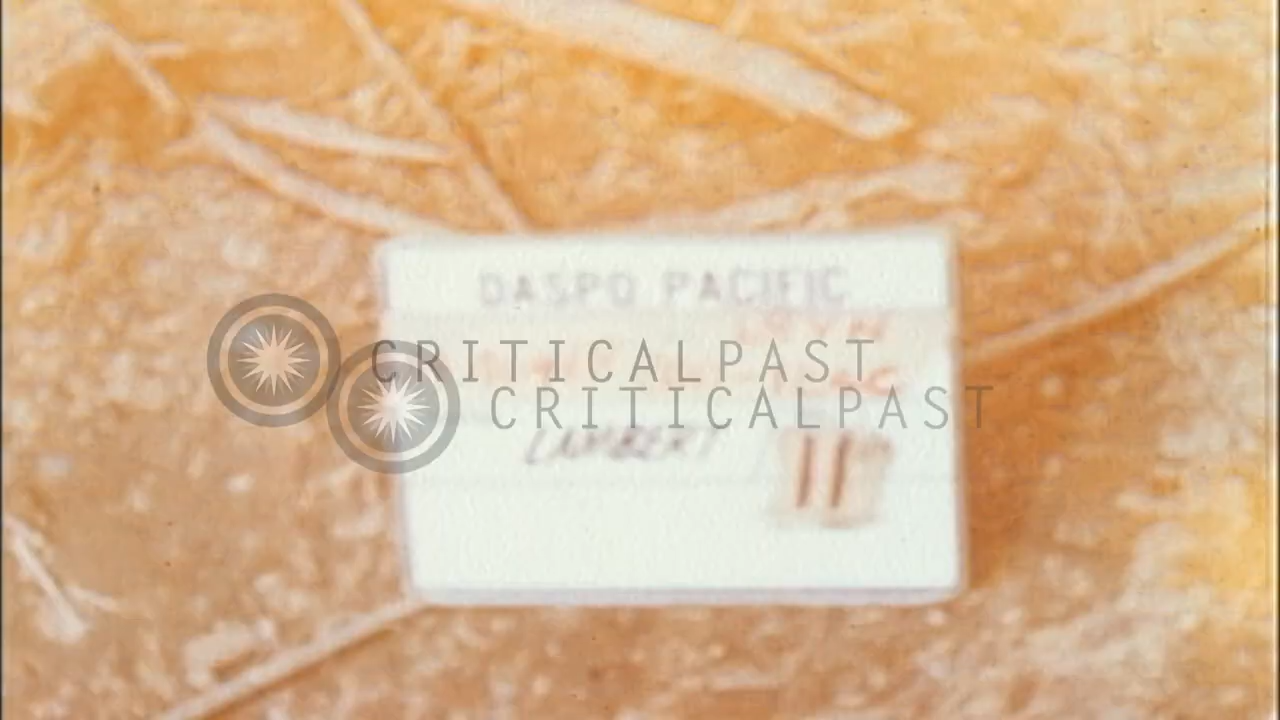 DASPO PACIFIC
CRITICALPAST
CRITICALPAST
LAMBERT
11